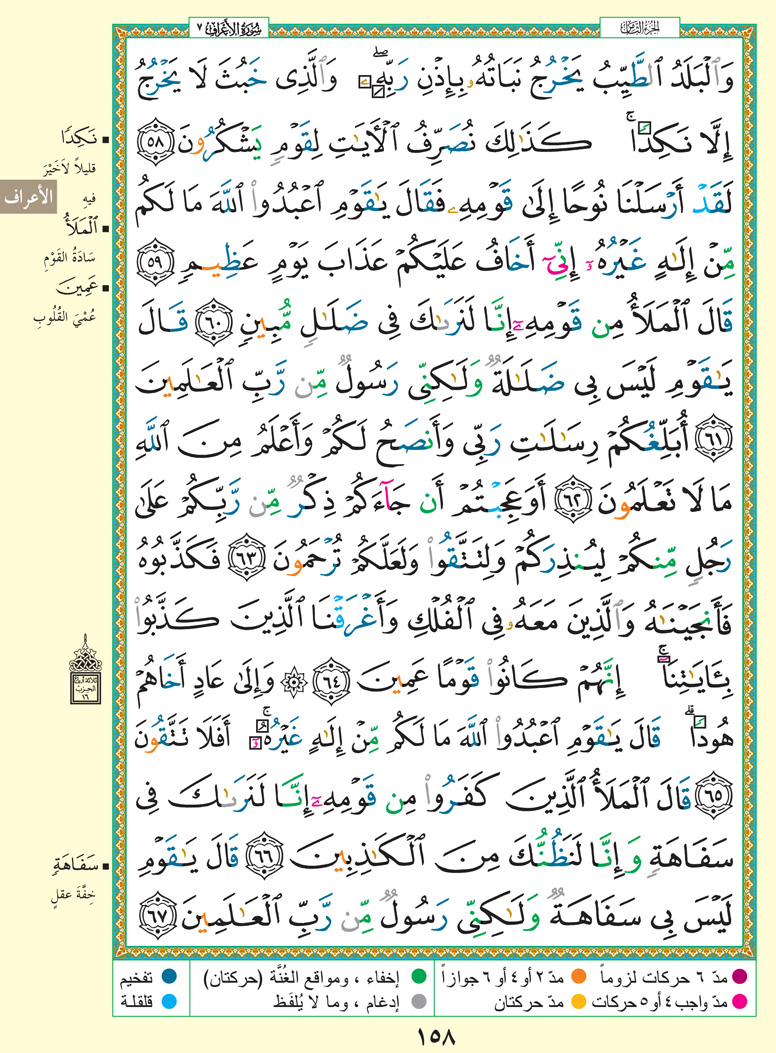 سُورَةُ الأَعْرَاف ٧
الجزء الثامن
وَٱلْبَلَدُ ٱلطَّيِّبُ يَخْرُجُ نَبَاتُهُۥ بِإِذْنِ رَبِّهِۦ ۖ وَٱلَّذِى خَبُثَ لَا يَخْرُجُ
إِلَّا نَكِدًا ۚ كَذَٰلِكَ نُصَرِّفُ ٱلْأَيَٰتِ لِقَوْمٍ يَشْكُرُونَ ٥٨
لَقَدْ أَرْسَلْنَا نُوحًا إِلَىٰ قَوْمِهِۦ فَقَالَ يَٰقَوْمِ ٱعْبُدُوا۟ ٱللَّهَ مَا لَكُم
مِّنْ إِلَٰهٍ غَيْرُهُۥٓ إِنِّىٓ أَخَافُ عَلَيْكُمْ عَذَابَ يَوْمٍ عَظِيمٍ ٥٩
قَالَ ٱلْمَلَأُ مِن قَوْمِهِۦٓ إِنَّا لَنَرَىٰكَ فِى ضَلَٰلٍ مُّبِينٍ ٦٠ قَالَ
يَٰقَوْمِ لَيْسَ بِى ضَلَٰلَةٌ وَلَٰكِنِّى رَسُولٌ مِّن رَّبِّ ٱلْعَٰلَمِينَ
٦١ أُبَلِّغُكُمْ رِسَٰلَٰتِ رَبِّى وَأَنصَحُ لَكُمْ وَأَعْلَمُ مِنَ ٱللَّهِ
مَا لَا تَعْلَمُونَ ٦٢ أَوَعَجِبْتُمْ أَن جَآءَكُمْ ذِكْرٌ مِّن رَّبِّكُمْ عَلَىٰ
رَجُلٍ مِّنكُمْ لِيُنذِرَكُمْ وَلِتَتَّقُوا۟ وَلَعَلَّكُمْ تُرْحَمُونَ ٦٣ فَكَذَّبُوهُ
فَأَنجَيْنَٰهُ وَٱلَّذِينَ مَعَهُۥ فِى ٱلْفُلْكِ وَأَغْرَقْنَا ٱلَّذِينَ كَذَّبُوا۟
بِـَٔايَٰتِنَآ ۚ إِنَّهُمْ كَانُوا۟ قَوْمًا عَمِينَ ٦٤ ۞ وَإِلَىٰ عَادٍ أَخَاهُمْ
هُودًا ۗ قَالَ يَٰقَوْمِ ٱعْبُدُوا۟ ٱللَّهَ مَا لَكُم مِّنْ إِلَٰهٍ غَيْرُهُۥٓ ۚ أَفَلَا تَتَّقُونَ
٦٥ قَالَ ٱلْمَلَأُ ٱلَّذِينَ كَفَرُوا۟ مِن قَوْمِهِۦٓ إِنَّا لَنَرَىٰكَ فِى
سَفَاهَةٍ وَإِنَّا لَنَظُنُّكَ مِنَ ٱلْكَٰذِبِينَ ٦٦ قَالَ يَٰقَوْمِ
لَيْسَ بِى سَفَاهَةٌ وَلَٰكِنِّى رَسُولٌ مِّن رَّبِّ ٱلْعَٰلَمِينَ ٦٧
نَكِدًا
قليلاً لاَخَيْرَ
فيهِ
الأعراف
ٱلْمَلَأُ
سَادَةُ القَوْمِ
عَمِينَ
عُمْيَ القُلُوبِ
ثلاثة أرباع
الحزب
١٦
سَفَاهَةٍ
خِفَّةَ عقلٍ
مدّ ٦ حركات لزوماً
مدّ ٢ أو ٤ أو ٦ جوازاً
إخفاء ، ومواقع الغُنَّة (حركتان)
تفخيم
مدّ واجب ٤ أو ٥ حركات
مدّ حركتان
إدغام ، وما لا يُلفَظ
قلقلة
١٥٨